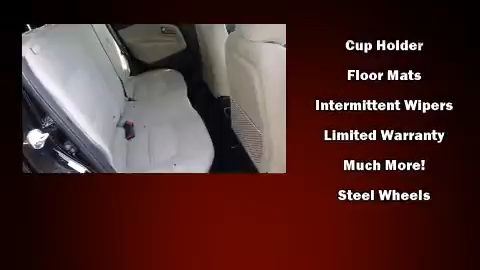 Cup Holder
Floor Mats
Intermittent Wipers
Limited Warranty
Much More!
Steel Wheels